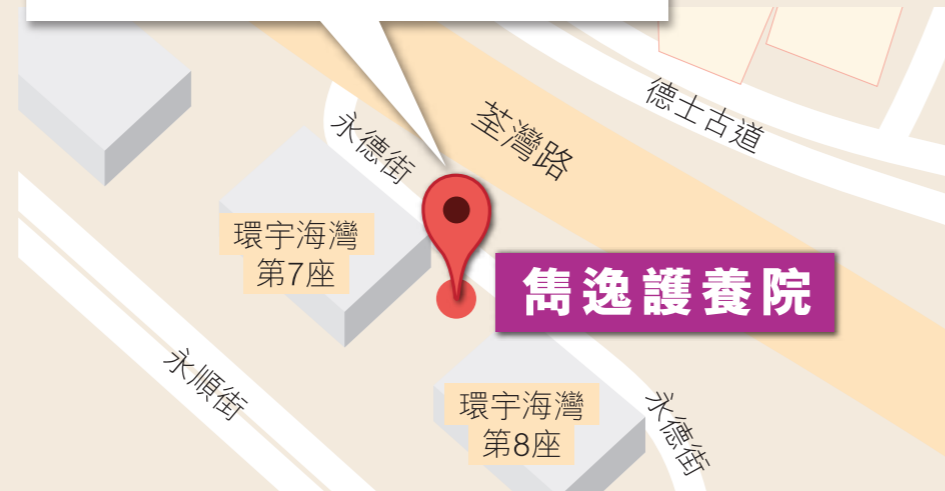 德士古道
荃灣路
永德街
環宇海灣
第7座
雋逸護養院
永順街
環宇海灣
第8座
永德街